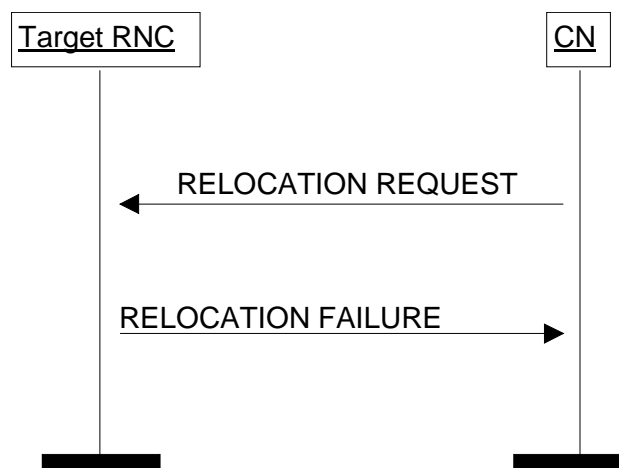 Target RNC
CN
RELOCATION REQUEST
RELOCATION FAILURE